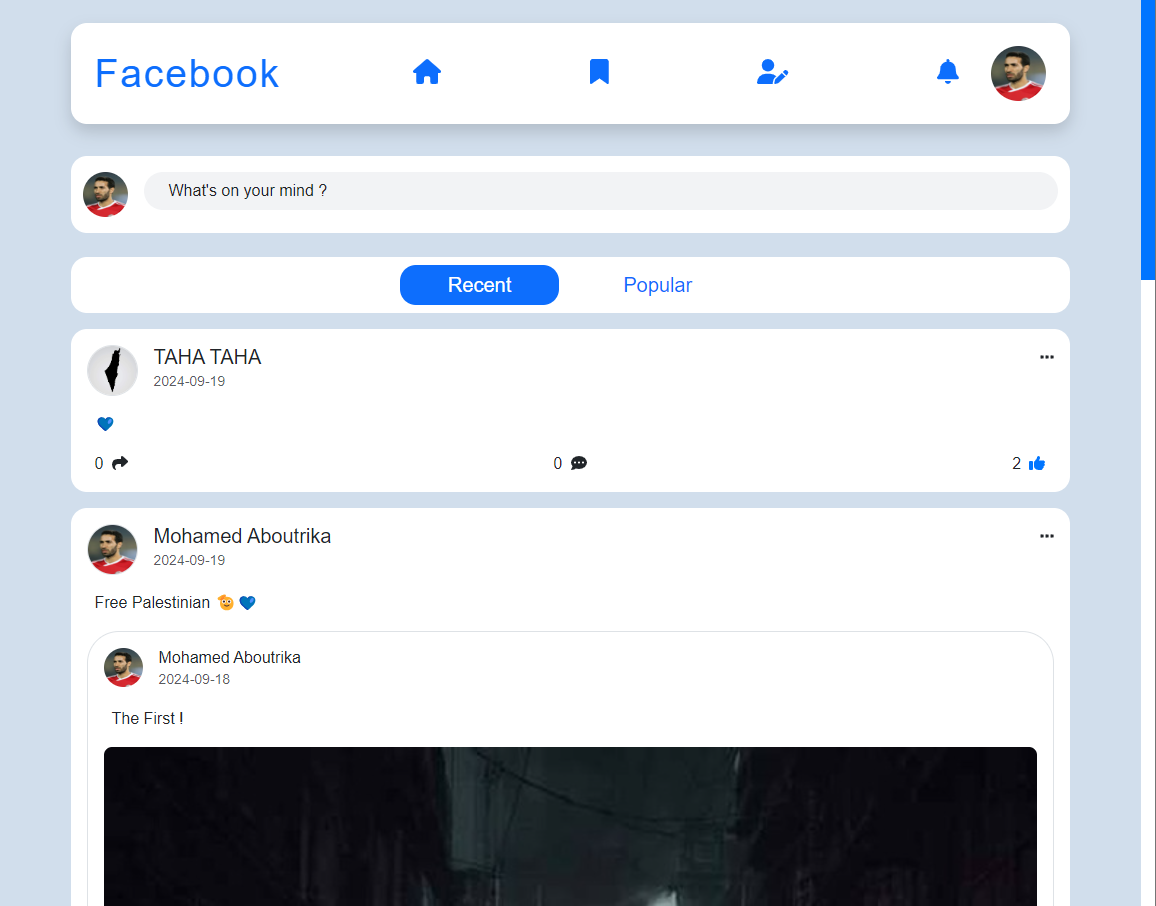 Facebook
What's on your mind ?
Recent Popular
TAHA TAHA
2024-09-19
💙
0 0 2
Mohamed Aboutrika
2024-09-19
Free Palestinian 🫡💙
Mohamed Aboutrika
2024-09-18
The First !